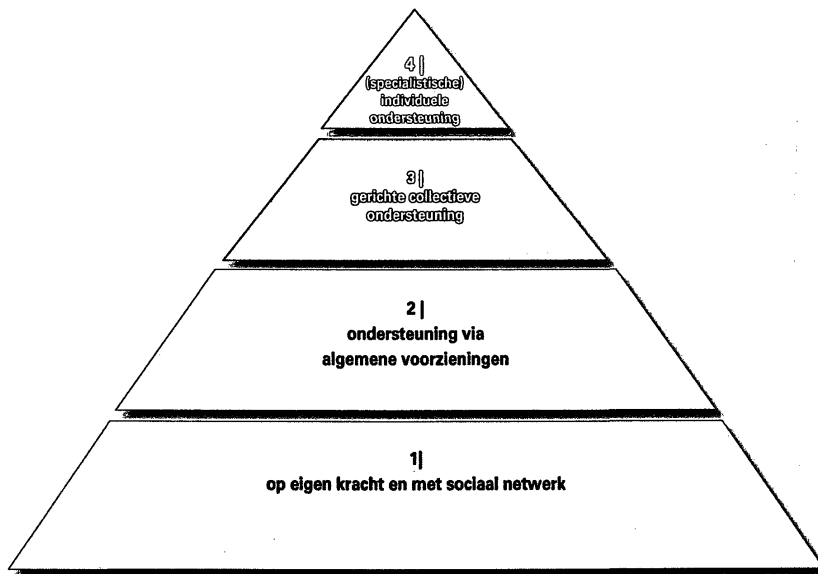 4 |
(specialistische)
individuele
ondersteuning
3 |
gerichte collectieve
ondersteuning
2 |
ondersteuning via
algemene voorzieningen
1|
op eigen kracht en met sociaal netwerk